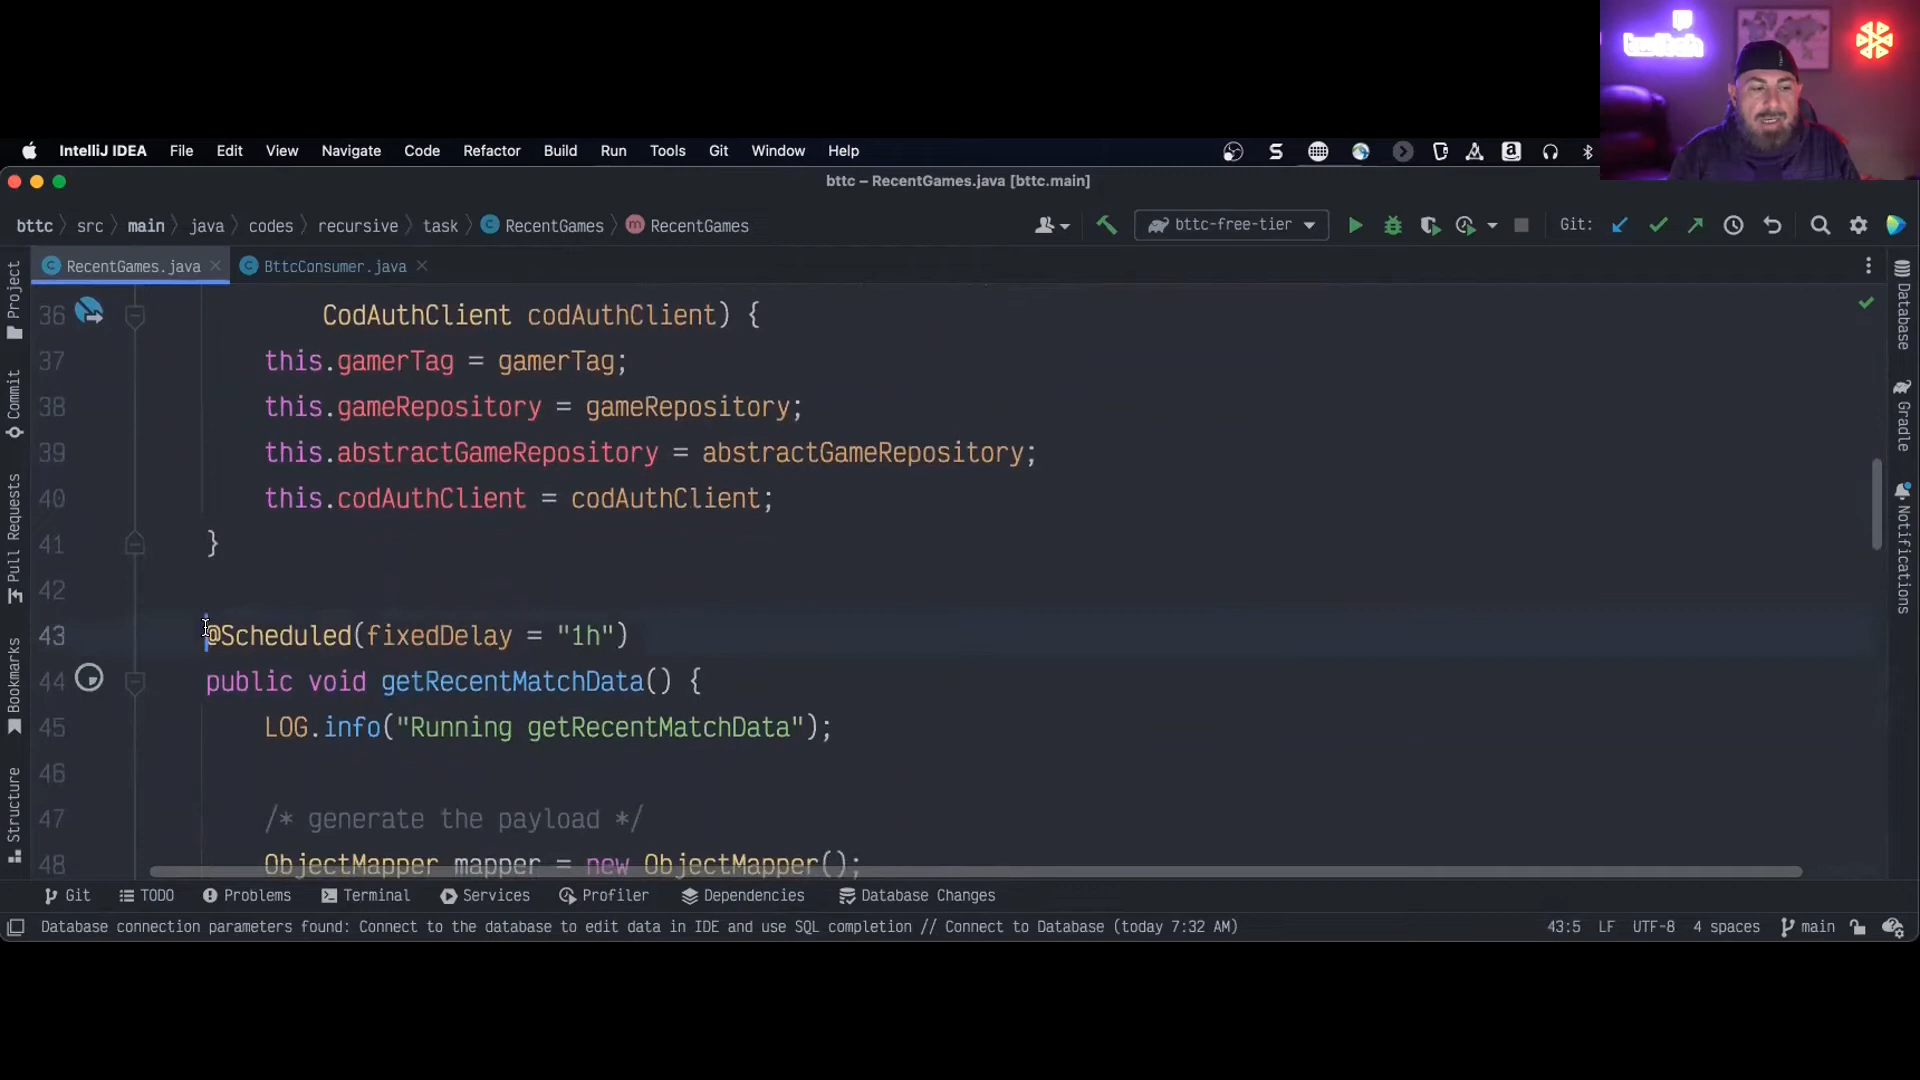 IntelliJ IDEA File Edit View Navigate Code Refactor Build Run Tools Git Window Help
bttc – RecentGames.java [bttc.main]
bttc src main java codes recursive task RecentGames RecentGames
bttc-free-tier
Git:
RecentGames.java
BttcConsumer.java
36 CodAuthClient codAuthClient) {
37 this.gamerTag = gamerTag;
38 this.gameRepository = gameRepository;
39 this.abstractGameRepository = abstractGameRepository;
40 this.codAuthClient = codAuthClient;
41 }
42
43 @Scheduled(fixedDelay = "1h")
44 public void getRecentMatchData() {
45 LOG.info("Running getRecentMatchData");
46
47 /* generate the payload */
48 ObjectMapper mapper = new ObjectMapper();
Project
Commit
Pull Requests
Bookmarks
Structure
Database
Gradle
Notifications
Git TODO Problems Terminal Services Profiler Dependencies Database Changes
Database connection parameters found: Connect to the database to edit data in IDE and use SQL completion // Connect to Database (today 7:32 AM) 43:5 LF UTF-8 4 spaces main